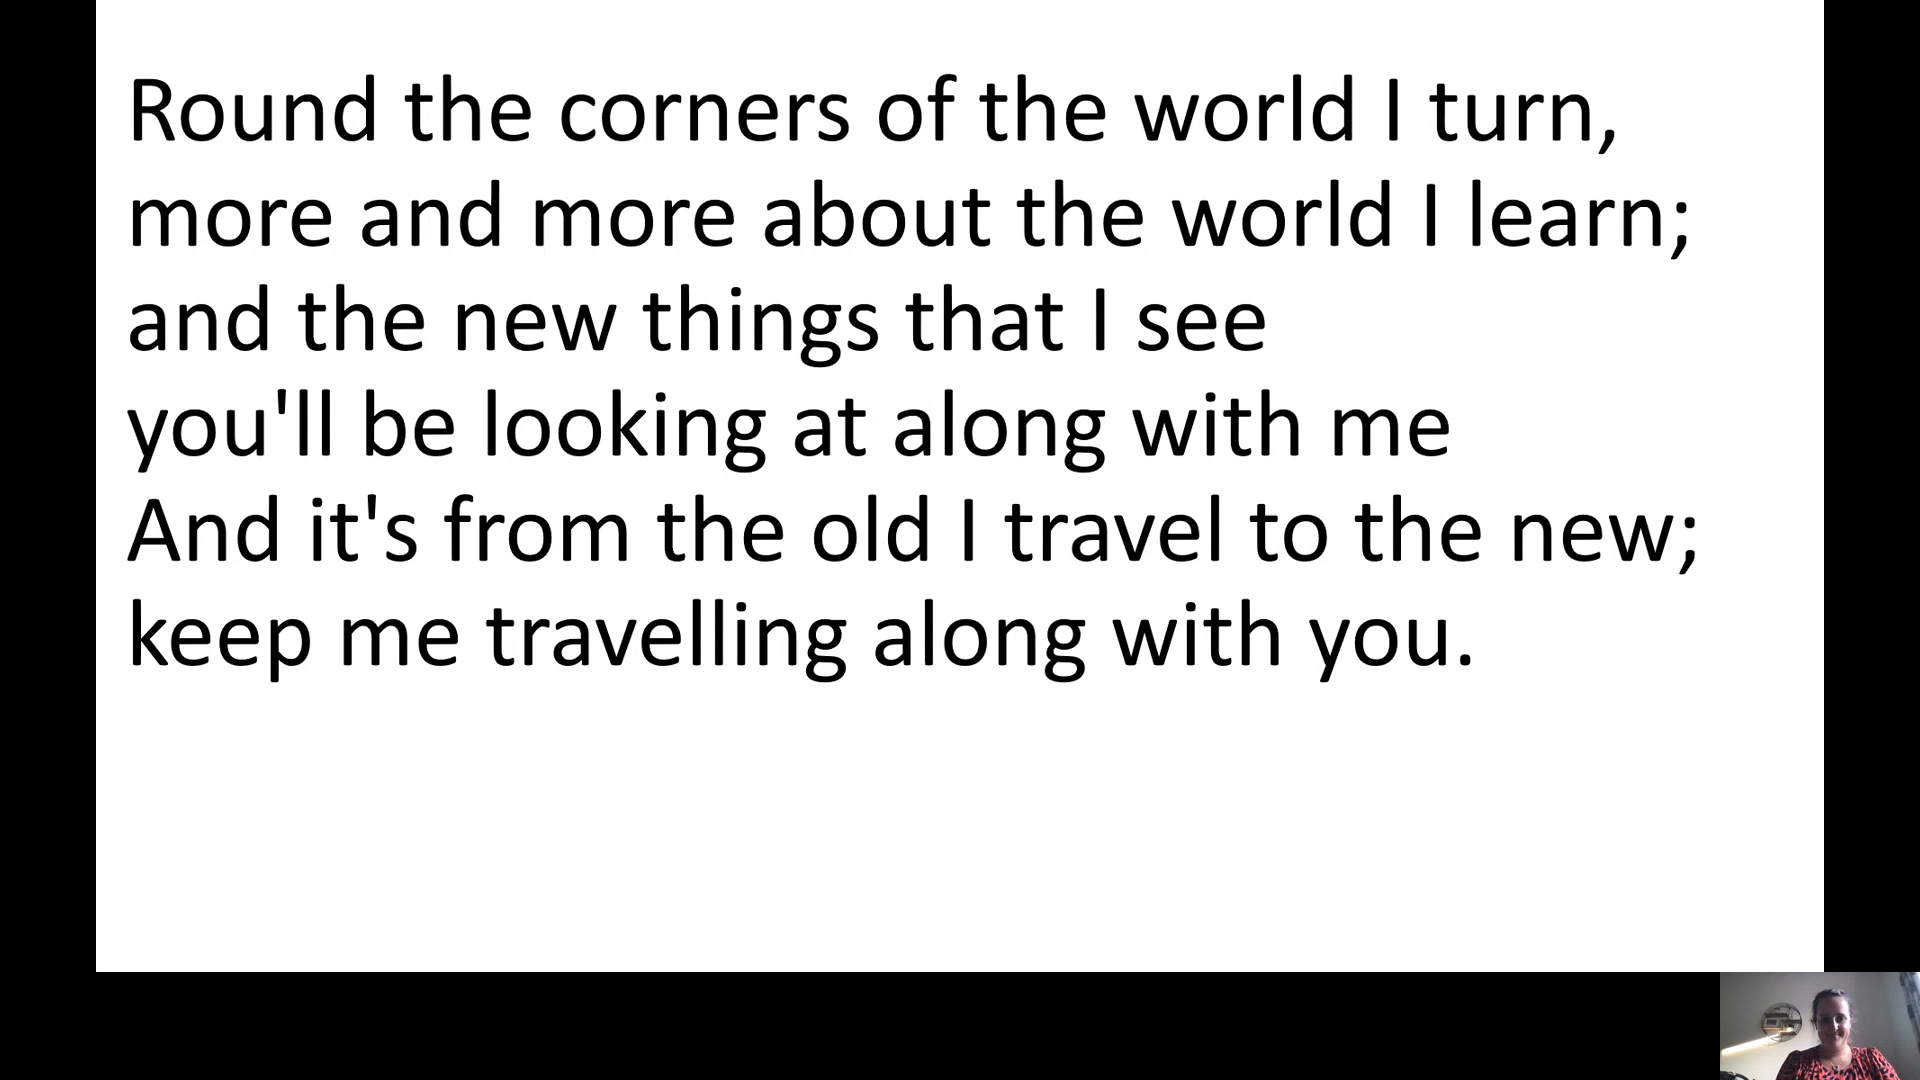 Round the corners of the world I turn,
more and more about the world I learn;
and the new things that I see
you'll be looking at along with me
And it's from the old I travel to the new;
keep me travelling along with you.